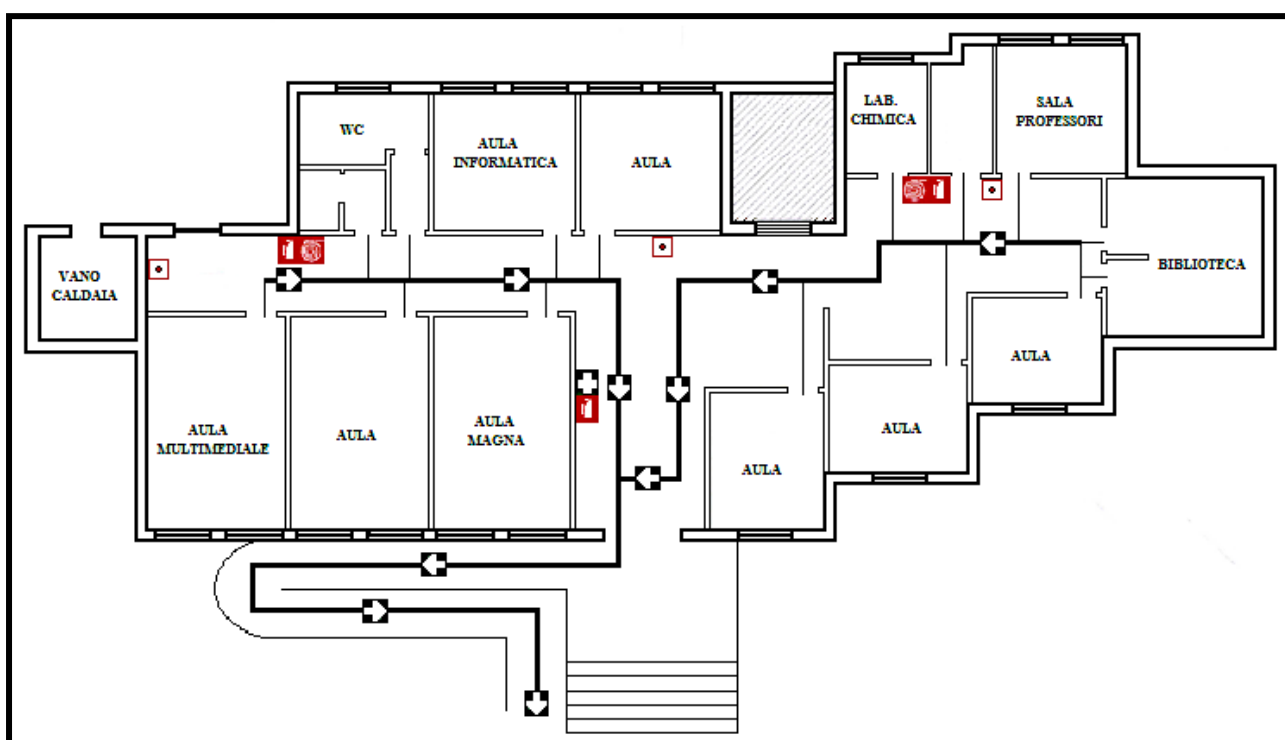 LAB.
CHIMICA
SALA
PROFESSORI
WC
AULA
INFORMATICA
AULA
VANO
CALDAIA
BIBLIOTECA
AULA
MULTIMEDIALE
AULA
AULA
MAGNA
AULA
AULA
AULA